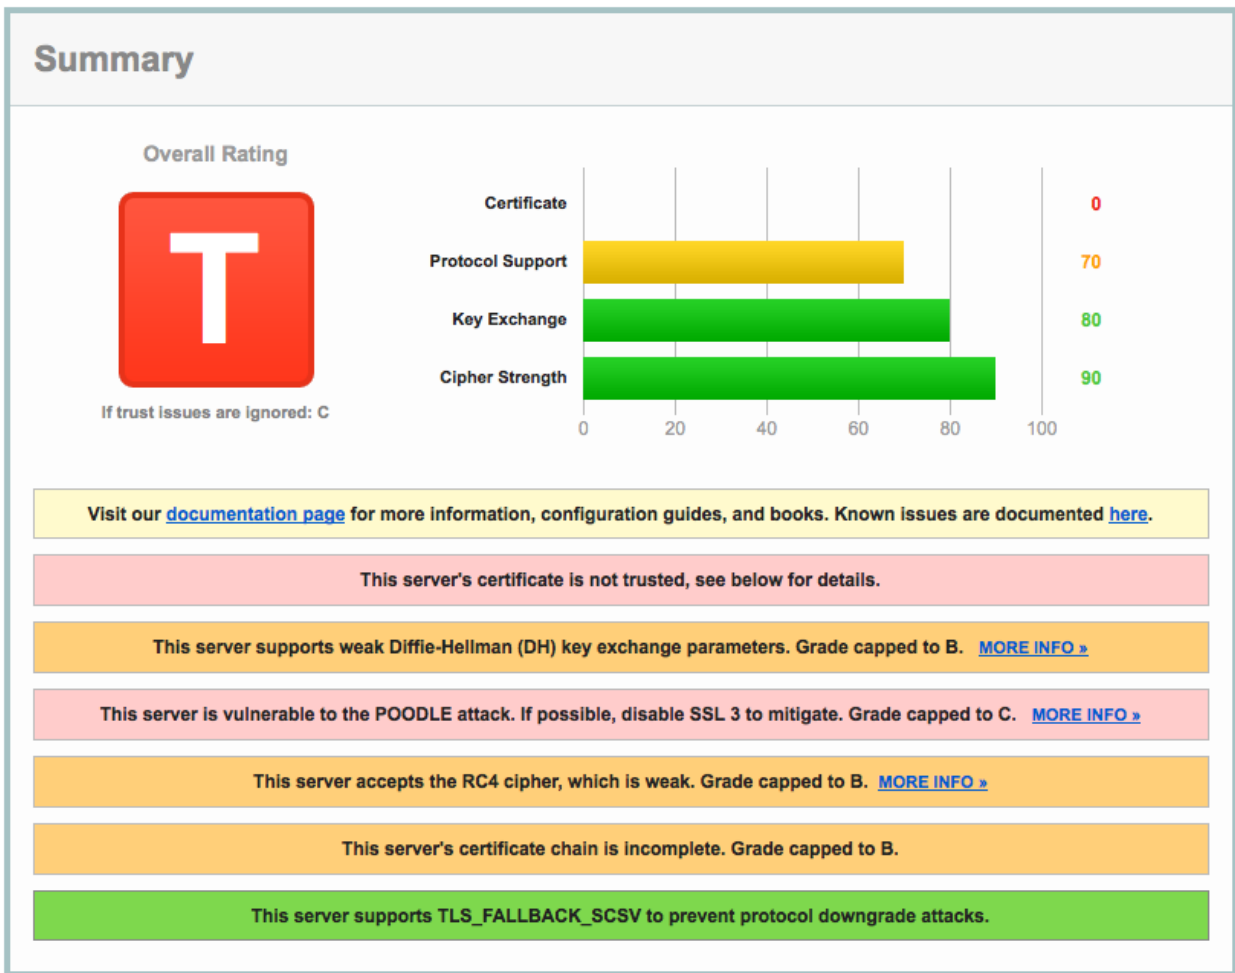 Summary
Overall Rating
T
If trust issues are ignored: C
Certificate 0
Protocol Support 70
Key Exchange 80
Cipher Strength 90
0 20 40 60 80 100
Visit our documentation page for more information, configuration guides, and books. Known issues are documented here.
This server's certificate is not trusted, see below for details.
This server supports weak Diffie-Hellman (DH) key exchange parameters. Grade capped to B. MORE INFO »
This server is vulnerable to the POODLE attack. If possible, disable SSL 3 to mitigate. Grade capped to C. MORE INFO »
This server accepts the RC4 cipher, which is weak. Grade capped to B. MORE INFO »
This server's certificate chain is incomplete. Grade capped to B.
This server supports TLS_FALLBACK_SCSV to prevent protocol downgrade attacks.